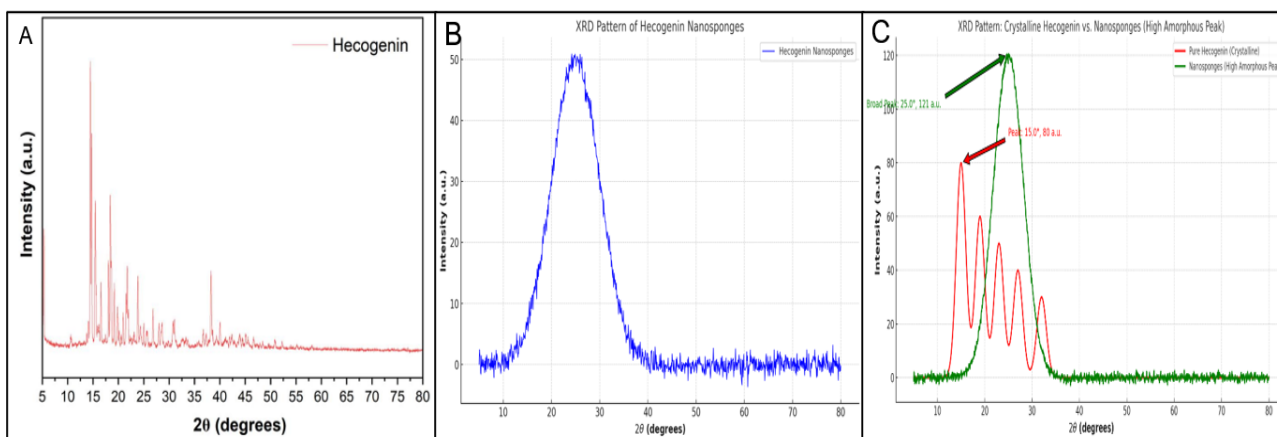 A
Hecogenin
Intensity (a.u.)
5 10 15 20 25 30 35 40 45 50 55 60 65 70 75 80
2θ (degrees)
B
XRD Pattern of Hecogenin Nanosponges
Hecogenin Nanosponges
50
40
30
20
10
0
Intensity (a.u.)
10 20 30 40 50 60 70 80
2θ (degrees)
C
XRD Pattern: Crystalline Hecogenin vs. Nanosponges (High Amorphous Peak)
Pure Hecogenin (Crystalline)
Nanosponges (High Amorphous Pea
120
100
80
60
40
20
0
Broad Peak: 25.0°, 121 a.u.
Peak: 15.0°, 80 a.u.
Intensity (a.u.)
10 20 30 40 50 60 70 80
2θ (degrees)